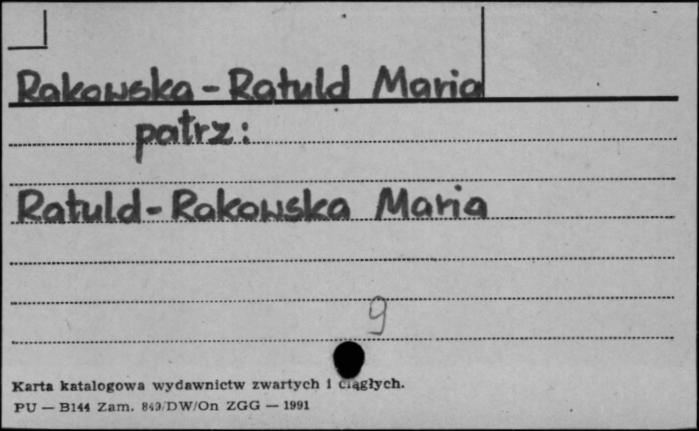 Rakowska - Ratuld Maria
patrz:
Ratuld - Rakowska Maria
9
Karta katalogowa wydawnictw zwartych i ciągłych.
PU — B144 Zam. 849/DW/On ZGG — 1991